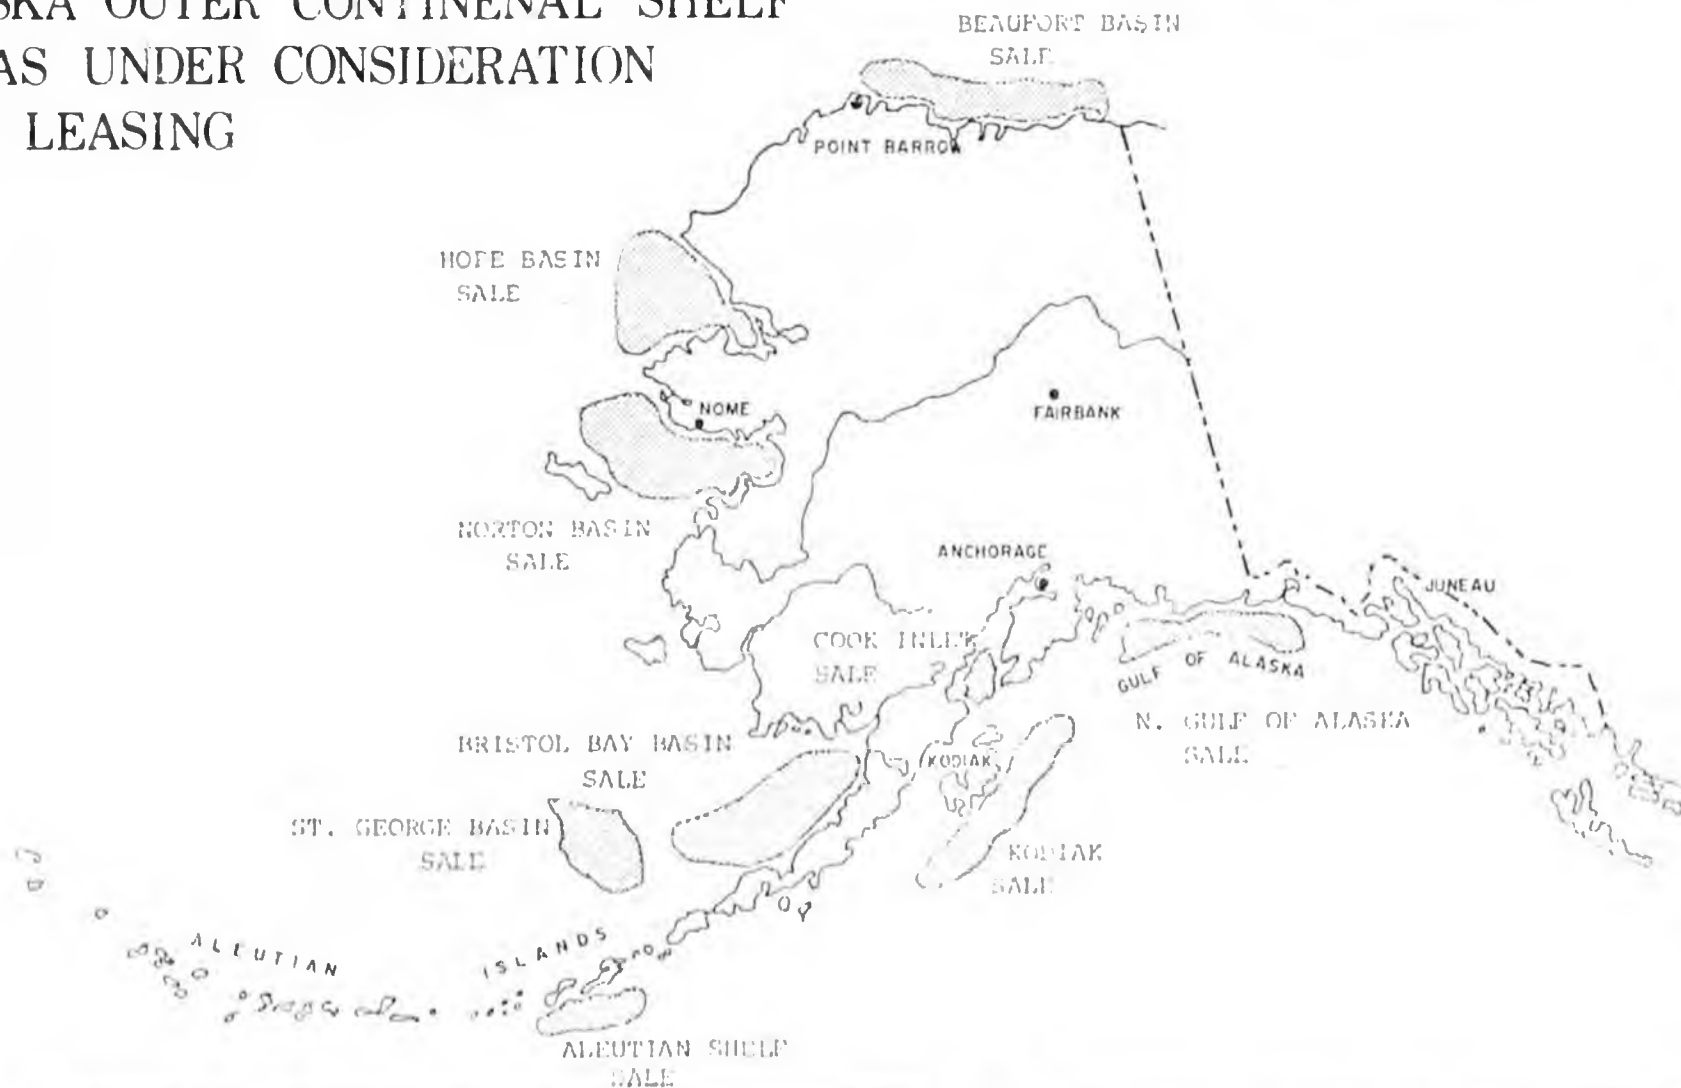 SKA OUTER CONTINENAL SHELF
AS UNDER CONSIDERATION
LEASING
BEAUFORT BASIN
SALE
POINT BARROW
HOPE BASIN
SALE
NOME
FAIRBANK
NORTON BASIN
SALE
ANCHORAGE
JUNEAU
COOK INLET
SALE
GULF OF ALASKA
N. GULF OF ALASKA
SALE
BRISTOL BAY BASIN
SALE
KODIAK
ST. GEORGE BASIN
SALE
KODIAK
SALE
ALEUTIAN ISLANDS
ALEUTIAN SHELF
SALE